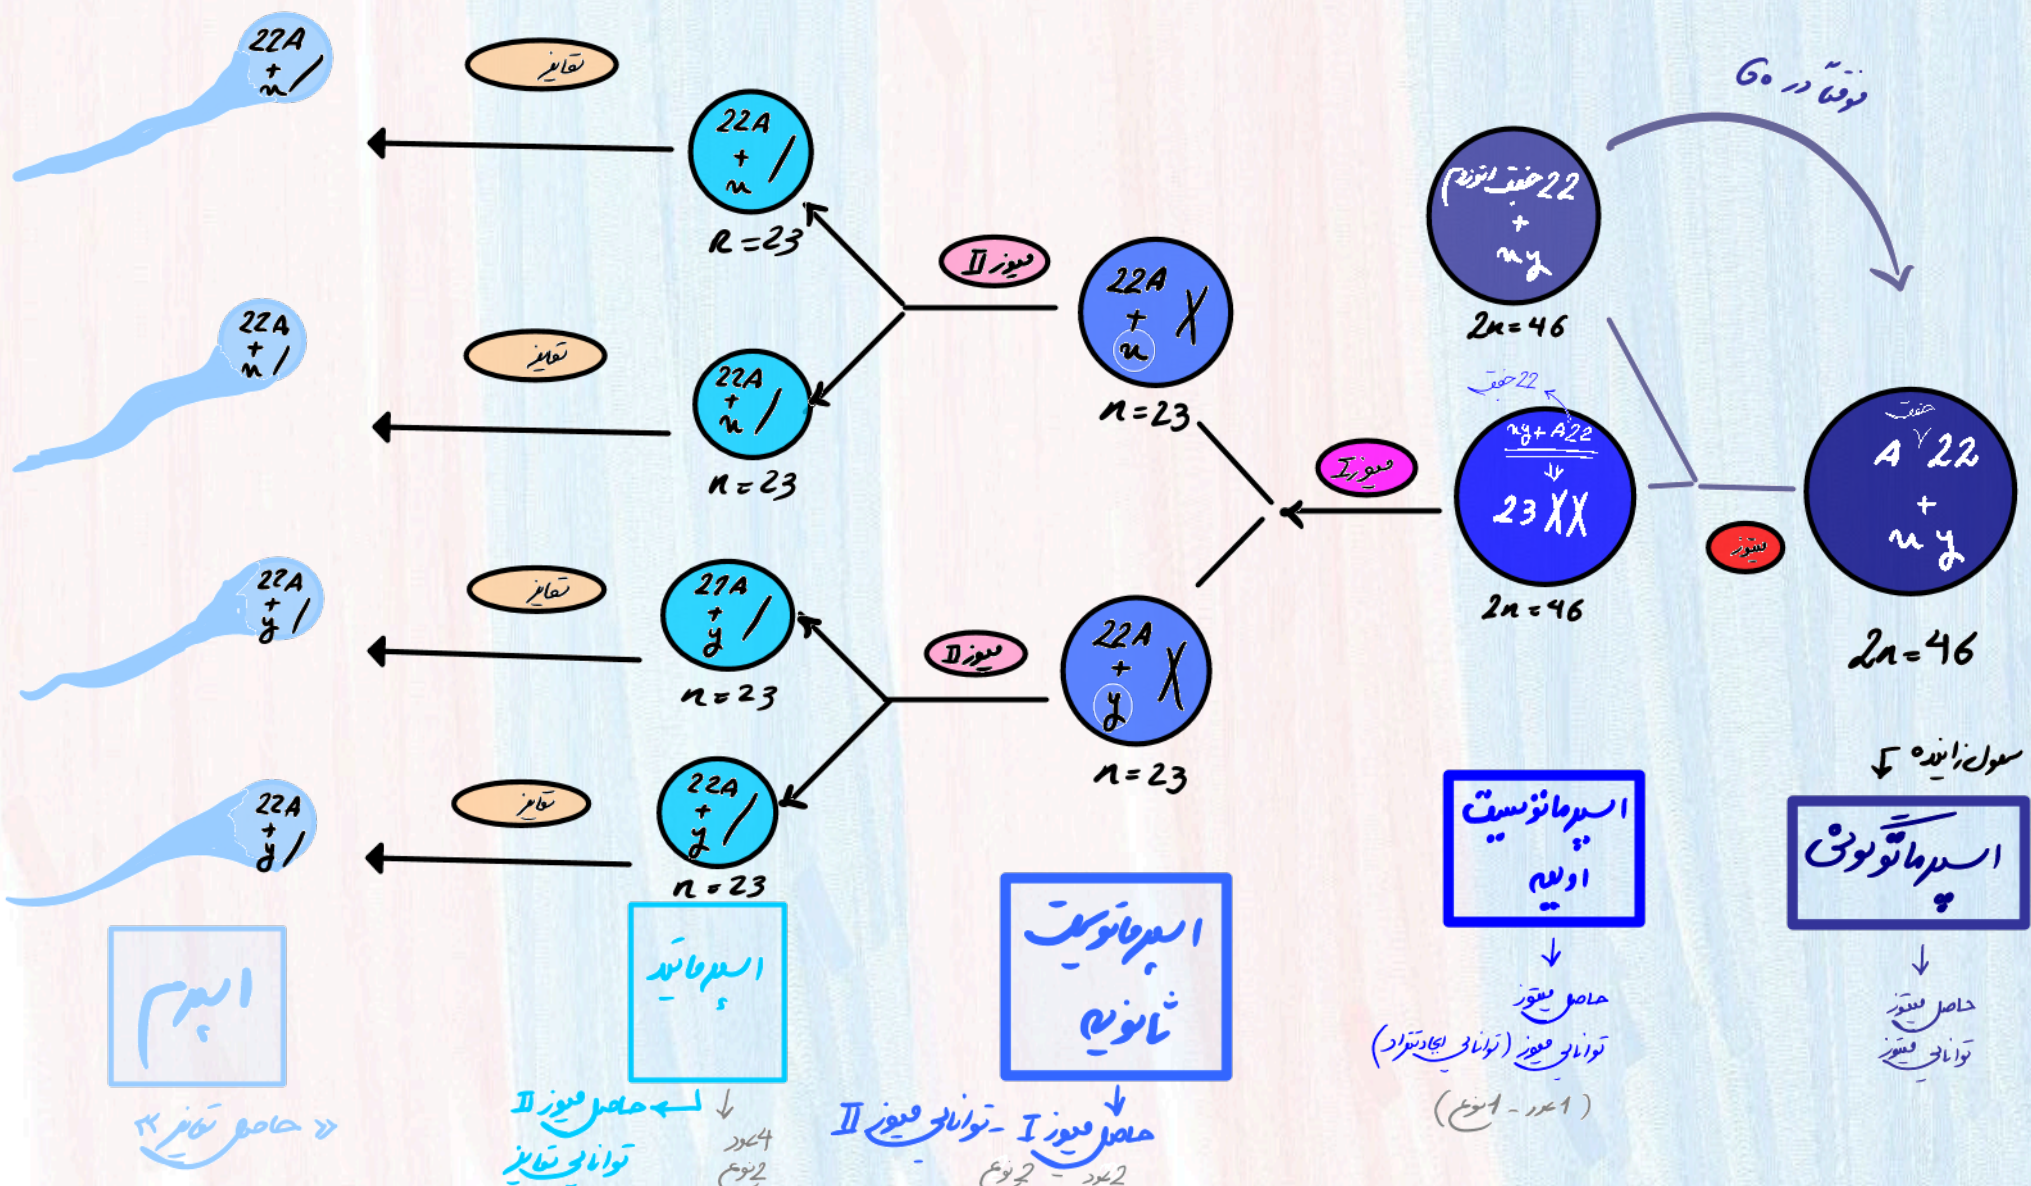 موقتاً در G0
22 جفت اتوزوم
+
xy
2n=46
جفت
A 22
+
xy
2n=46
میتوز
22 جفت
xy + A22
↓
23 XX
2n=46
میوز I
22A
+
x X
n=23
22A
+
y X
n=23
میوز II
میوز II
22A
+
x /
n=23
22A
+
x /
n=23
22A
+
y /
n=23
22A
+
y /
n=23
تمایز
تمایز
تمایز
تمایز
22A
+
x /
22A
+
x /
22A
+
y /
22A
+
y /
سلول زاینده
اسپرماتوگونی
حاصل میتوز
توانایی میتوز
اسپرماتوسیت
اولیه
حاصل میتوز
توانایی میوز (توانایی ایجاد تتراد)
(1 عدد - 1 نوع)
اسپرماتوسیت
ثانویه
حاصل میوز I - توانایی میوز II
2 عدد - 2 نوع
اسپرماتید
حاصل میوز II
توانایی تمایز
4 عدد
2 نوع
اسپرم
« حاصل تمایز »